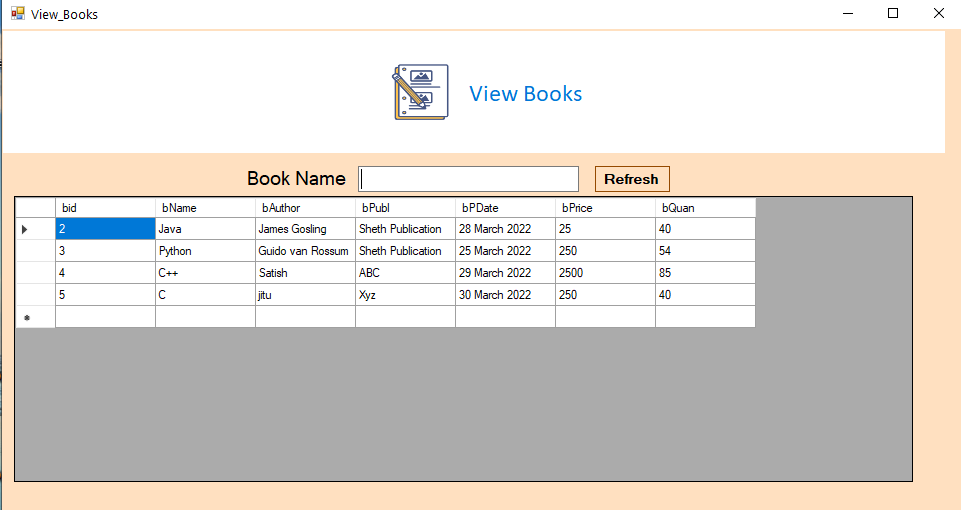 View_Books
View Books
Book Name Refresh
bid bName bAuthor bPubl bPDate bPrice bQuan
2 Java James Gosling Sheth Publication 28 March 2022 25 40
3 Python Guido van Rossum Sheth Publication 25 March 2022 250 54
4 C++ Satish ABC 29 March 2022 2500 85
5 C jitu Xyz 30 March 2022 250 40